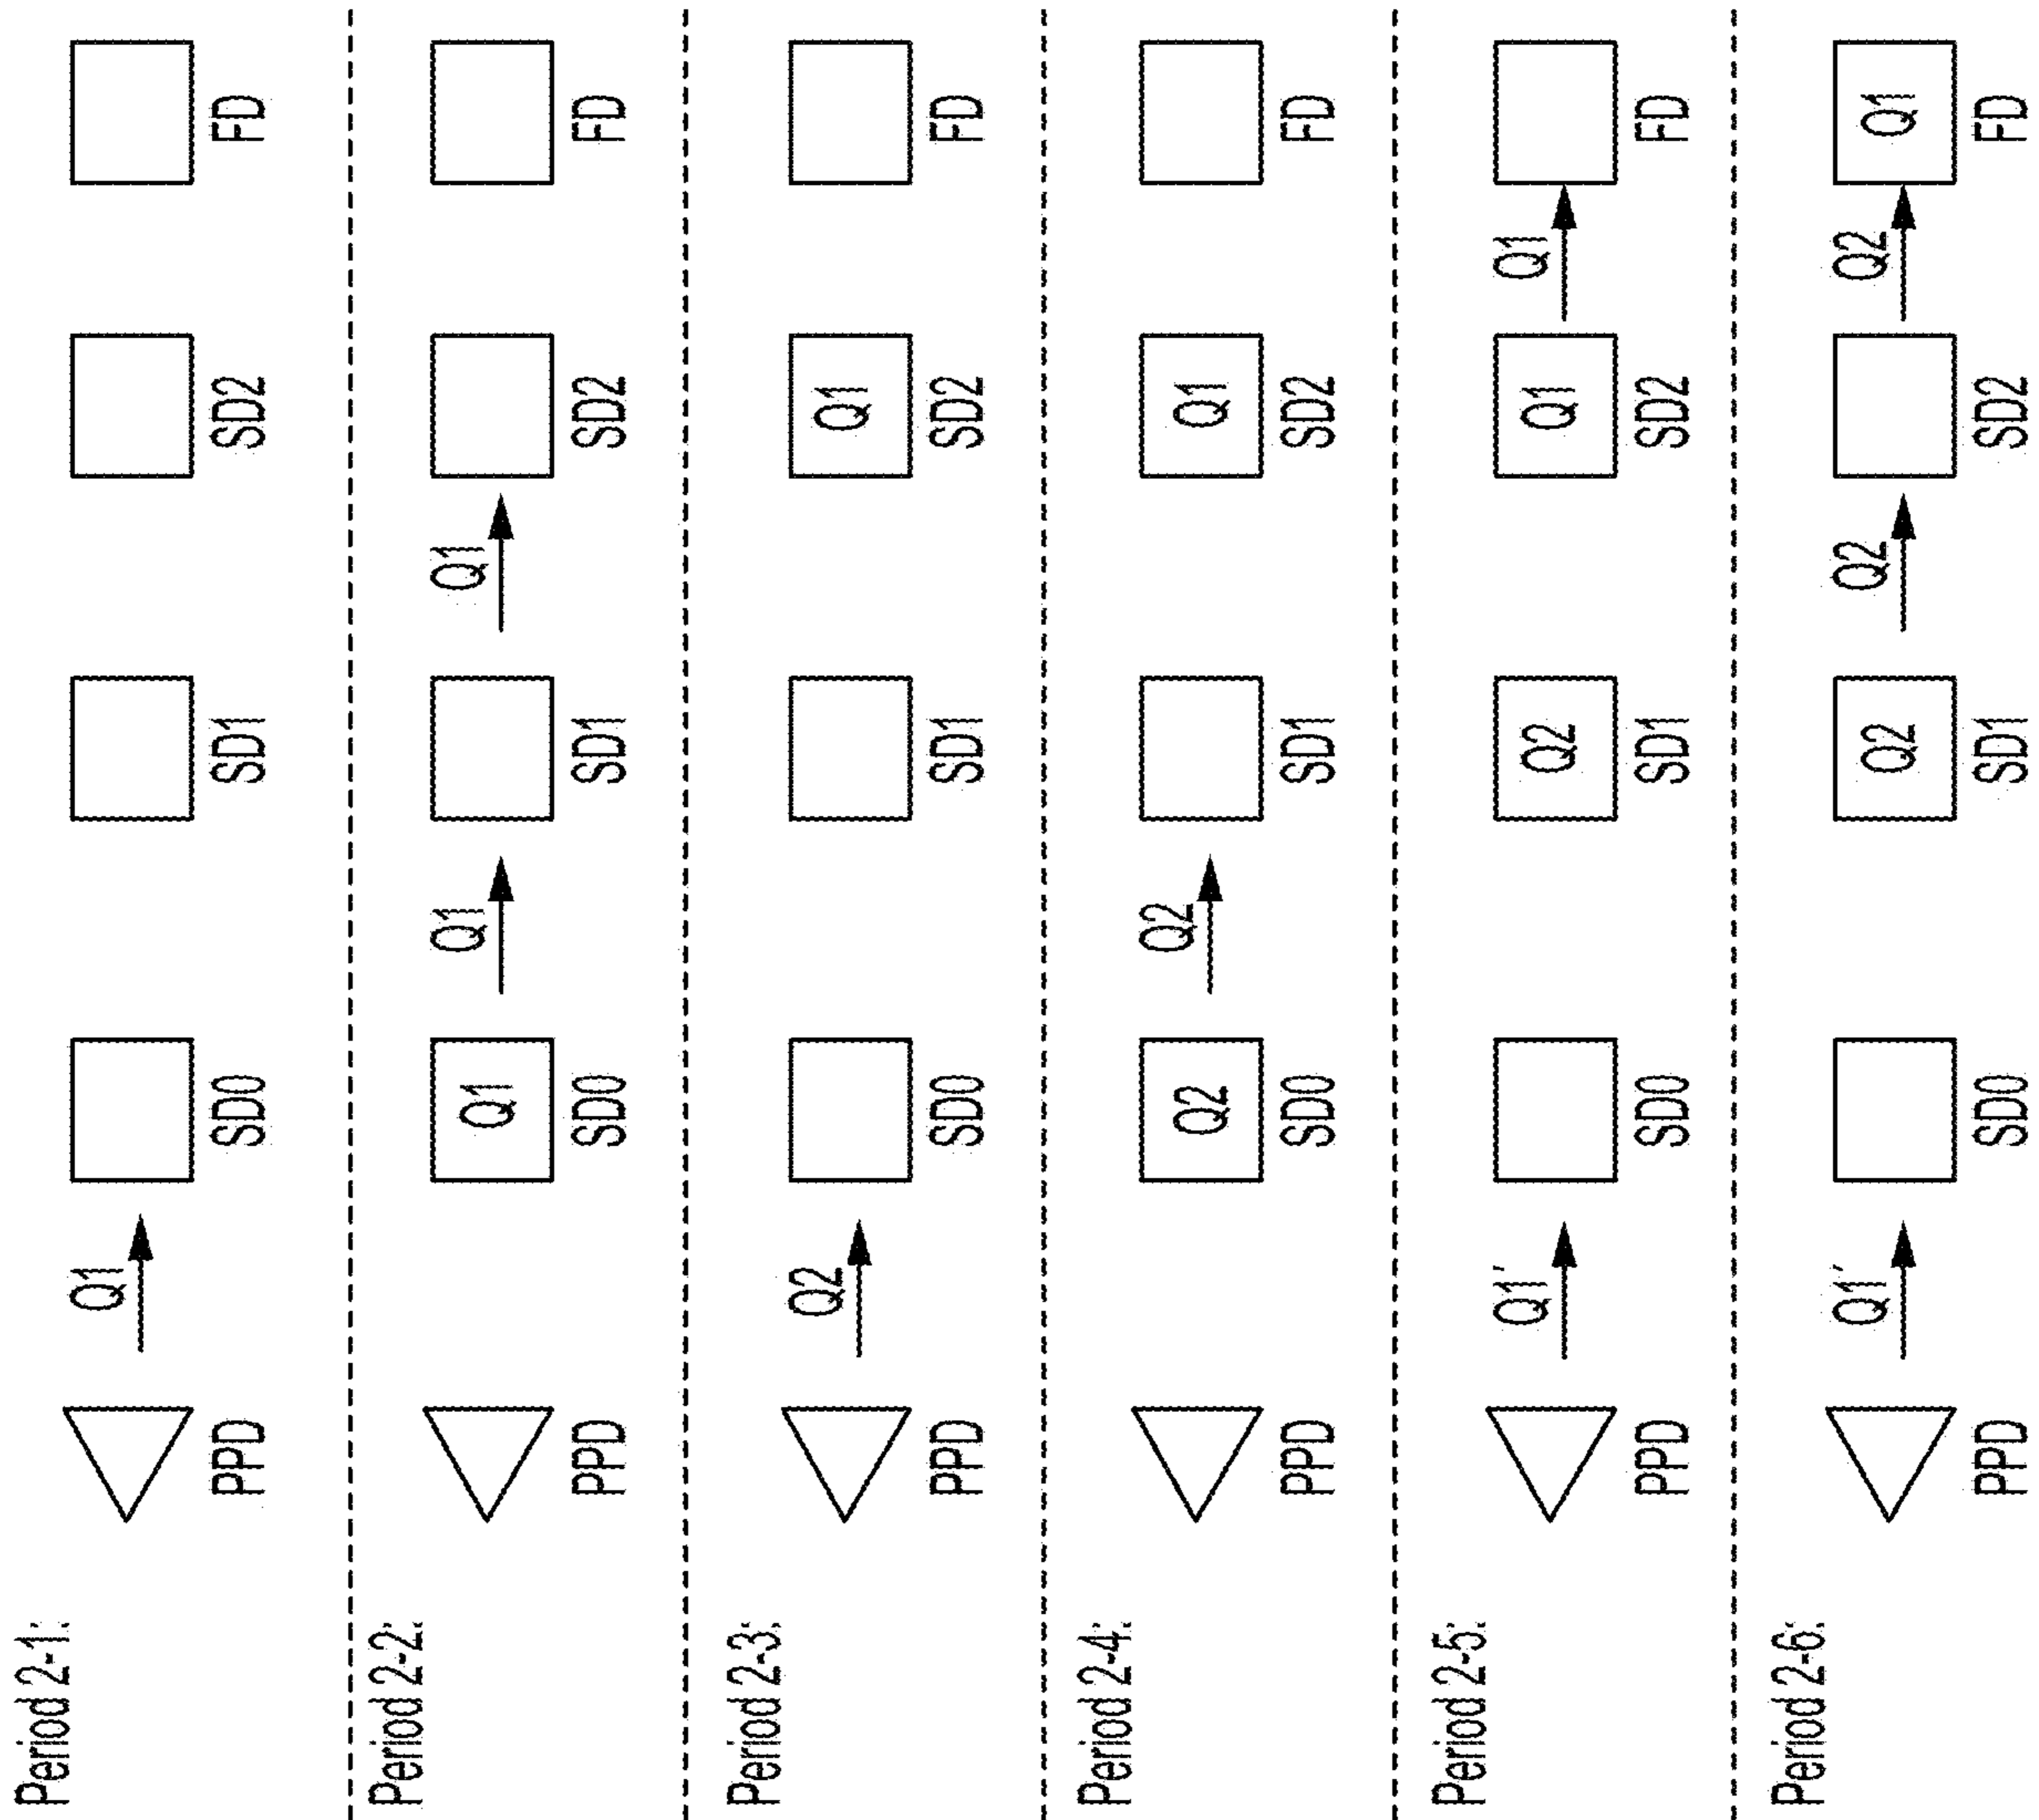 Period 2-1:
Q1
PPD SD0 SD1 SD2 FD
Period 2-2:
Q1 Q1
Q1
PPD SD0 SD1 SD2 FD
Period 2-3:
Q2
Q1
PPD SD0 SD1 SD2 FD
Period 2-4:
Q2
Q2 Q1
PPD SD0 SD1 SD2 FD
Period 2-5:
Q1′ Q1
Q2 Q1
PPD SD0 SD1 SD2 FD
Period 2-6:
Q1′ Q2 Q2
Q2 Q1
PPD SD0 SD1 SD2 FD